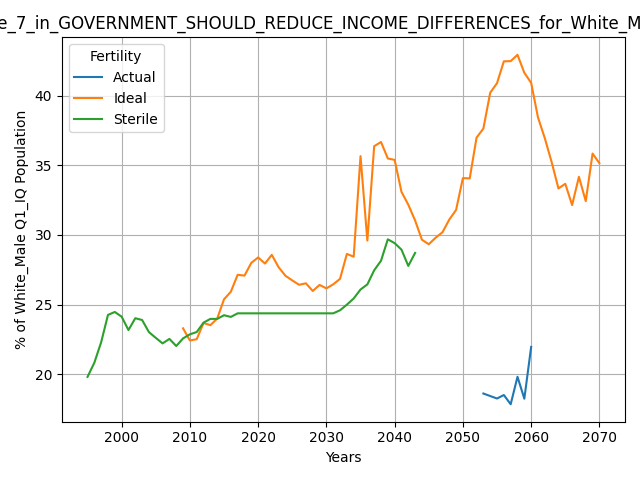 e_7_in_GOVERNMENT_SHOULD_REDUCE_INCOME_DIFFERENCES_for_White_M
Fertility
Actual
Ideal
Sterile
% of White_Male Q1_IQ Population
40
35
30
25
20
2000 2010 2020 2030 2040 2050 2060 2070
Years